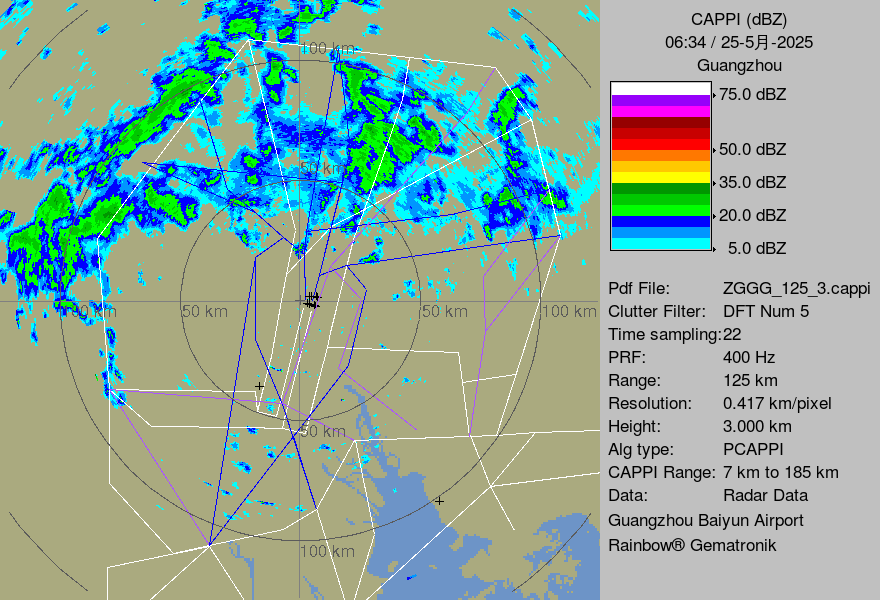 CAPPI (dBZ)
06:34 / 25-5月-2025
Guangzhou
75.0 dBZ
50.0 dBZ
35.0 dBZ
20.0 dBZ
5.0 dBZ
Pdf File: ZGGG_125_3.cappi
Clutter Filter: DFT Num 5
Time sampling:22
PRF: 400 Hz
Range: 125 km
Resolution: 0.417 km/pixel
Height: 3.000 km
Alg type: PCAPPI
CAPPI Range: 7 km to 185 km
Data: Radar Data
Guangzhou Baiyun Airport
Rainbow® Gematronik
100 km
50 km
100 km
50 km
50 km
100 km
50 km
100 km